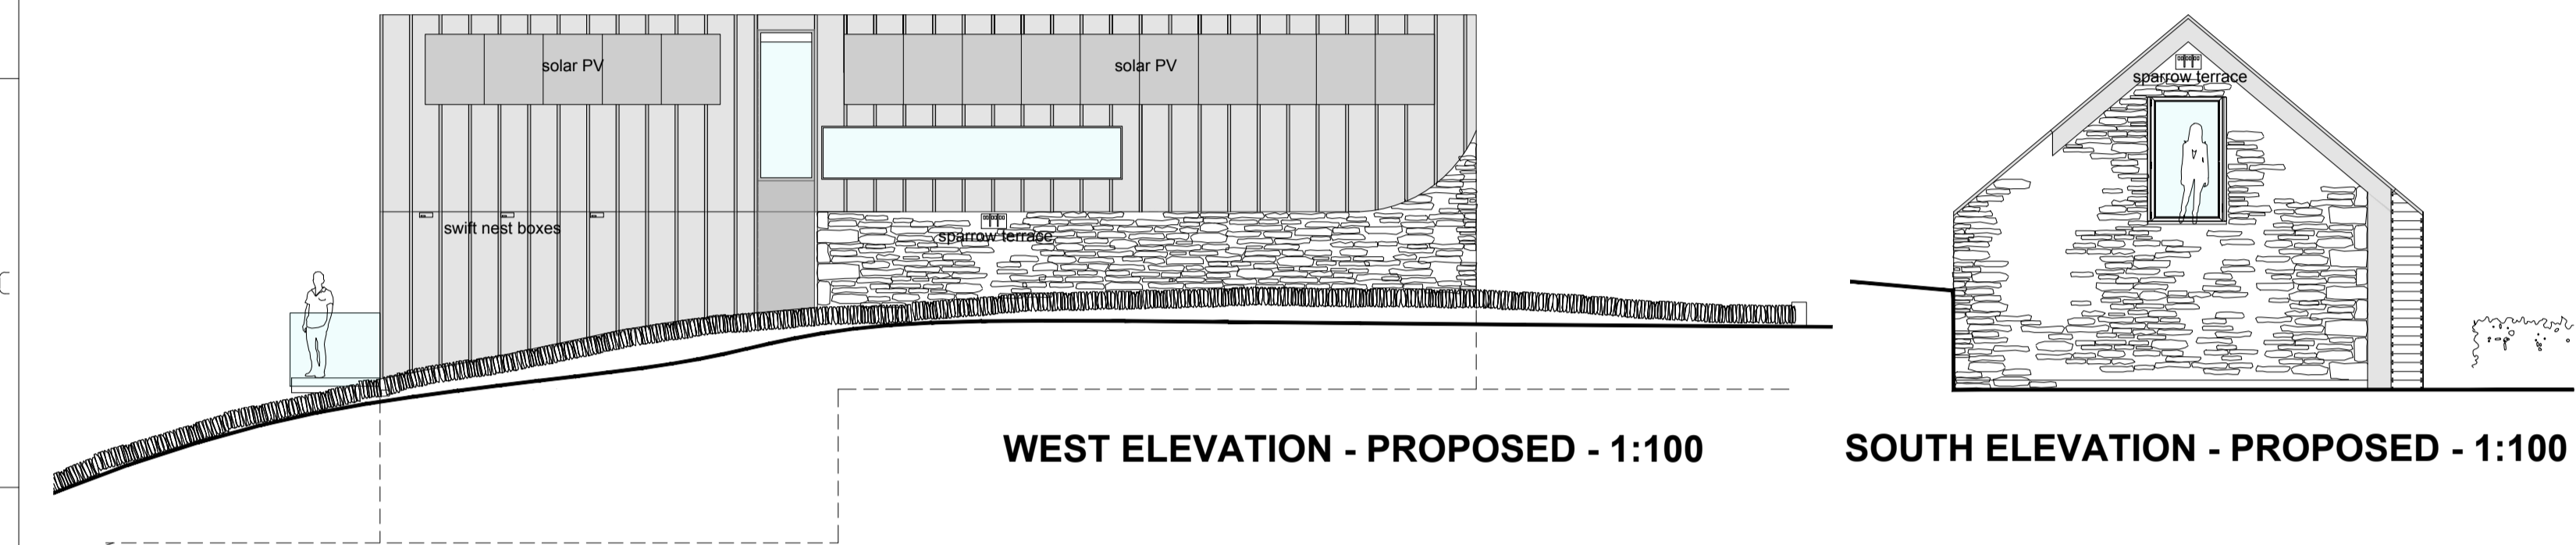 solar PV
solar PV
swift nest boxes
sparrow terrace
WEST ELEVATION - PROPOSED - 1:100
sparrow terrace
SOUTH ELEVATION - PROPOSED - 1:100